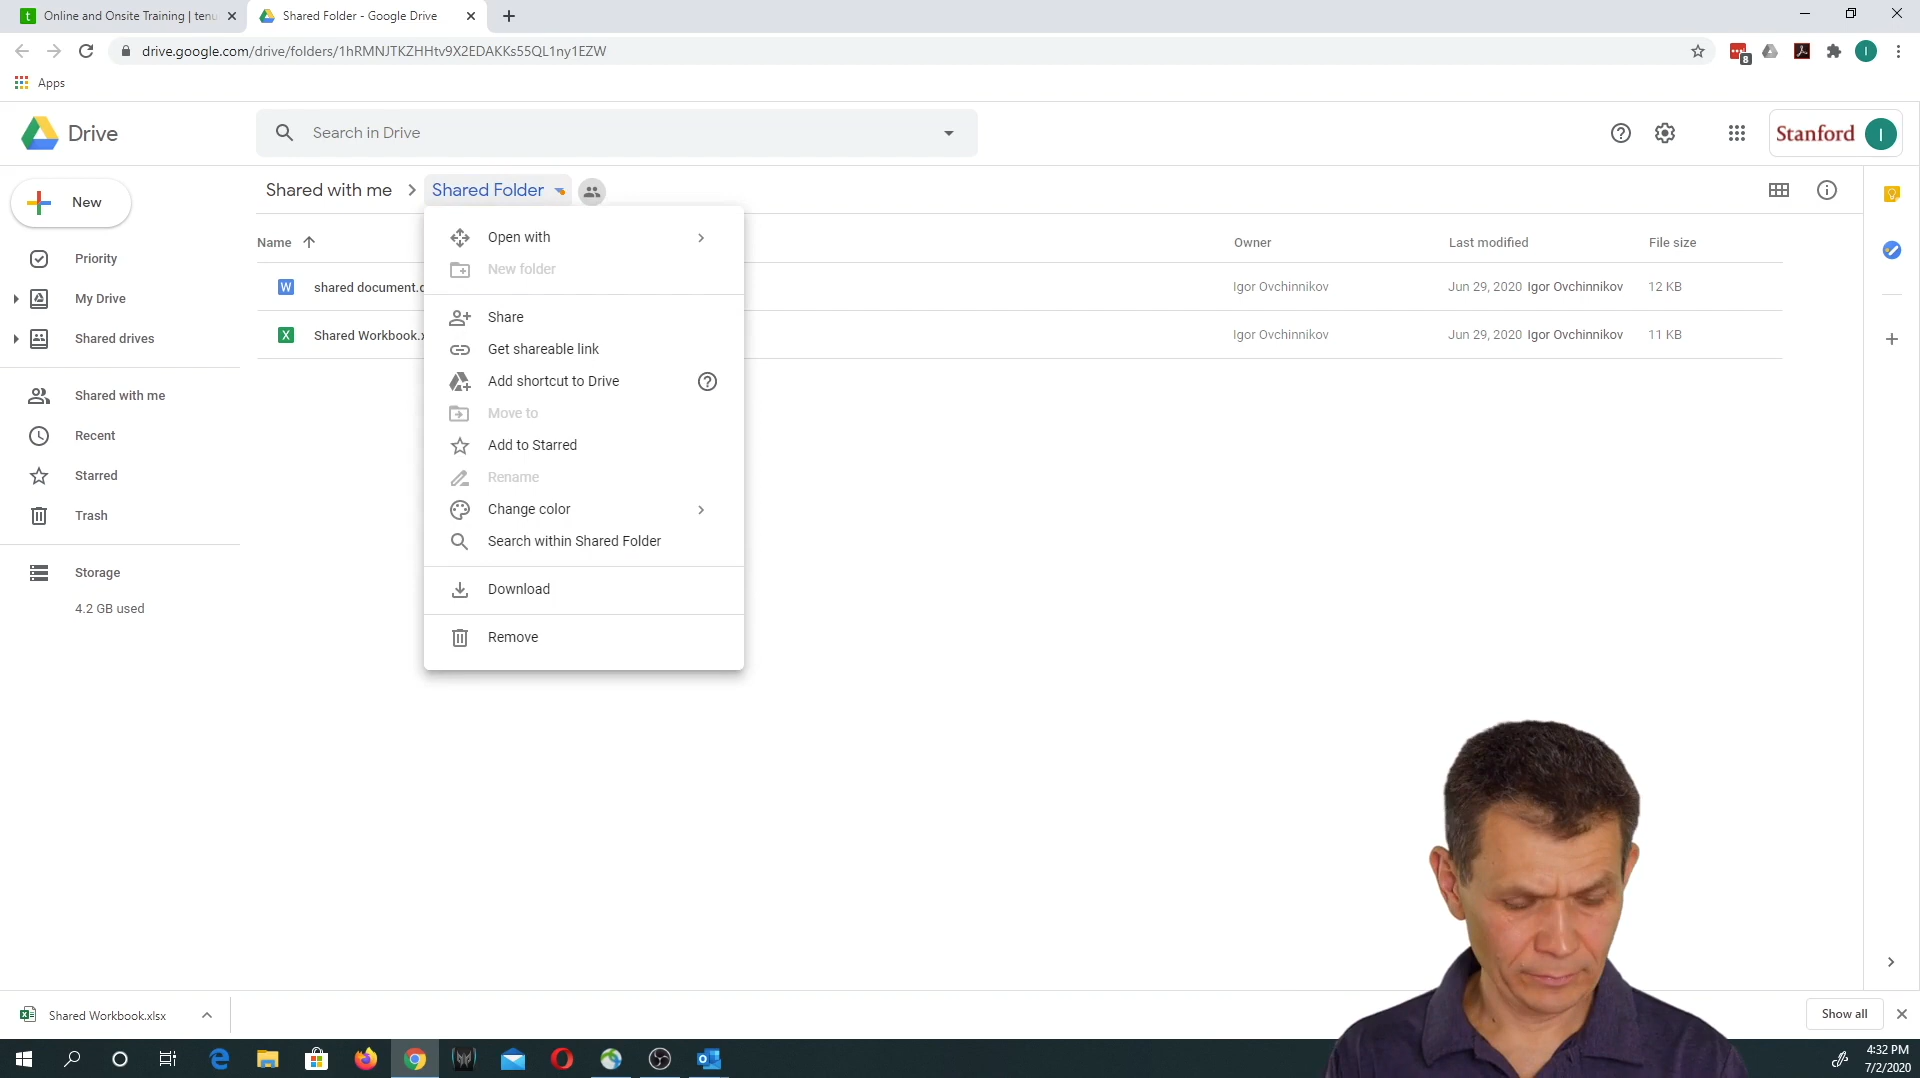 Online and Onsite Training | tenu
Shared Folder - Google Drive
drive.google.com/drive/folders/1hRMNJTKZHHtv9X2EDAKKs55QL1ny1EZW
8
I
Apps
Drive
Search in Drive
Stanford I
New
Shared with me > Shared Folder
Name
Owner
Last modified
File size
Priority
My Drive
Shared drives
Shared with me
Recent
Starred
Trash
Storage
4.2 GB used
W shared document.d
Igor Ovchinnikov
Jun 29, 2020 Igor Ovchinnikov
12 KB
X Shared Workbook.x
Igor Ovchinnikov
Jun 29, 2020 Igor Ovchinnikov
11 KB
Open with
New folder
Share
Get shareable link
Add shortcut to Drive
Move to
Add to Starred
Rename
Change color
Search within Shared Folder
Download
Remove
Shared Workbook.xlsx
Show all
4:32 PM
7/2/2020